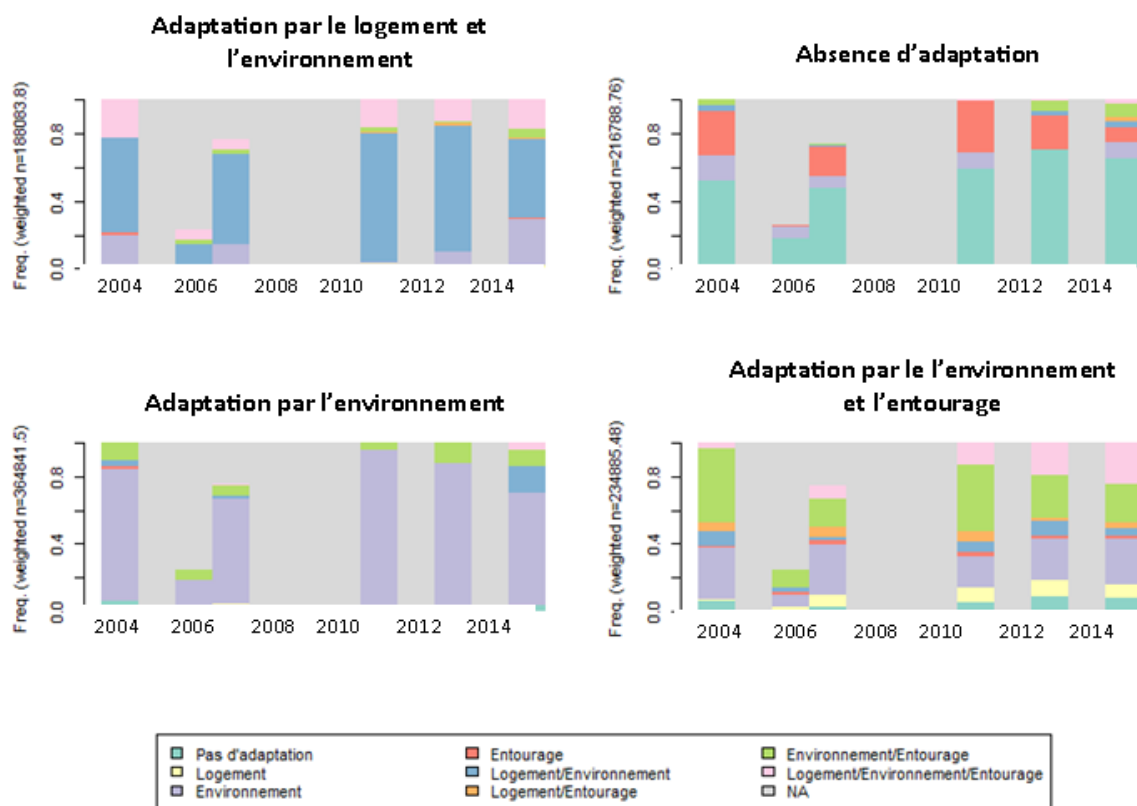 Adaptation par le logement et
l'environnement
Freq. (weighted n=188083.8)
0.8
0.4
0.0
2004 2006 2008 2010 2012 2014
Absence d'adaptation
Freq. (weighted n=216788.76)
0.8
0.4
0.0
2004 2006 2008 2010 2012 2014
Adaptation par l'environnement
Freq. (weighted n=364841.5)
0.8
0.4
0.0
2004 2006 2008 2010 2012 2014
Adaptation par le l'environnement
et l'entourage
Freq. (weighted n=234885.48)
0.8
0.4
0.0
2004 2006 2008 2010 2012 2014
Pas d'adaptation
Logement
Environnement
Entourage
Logement/Environnement
Logement/Entourage
Environnement/Entourage
Logement/Environnement/Entourage
NA